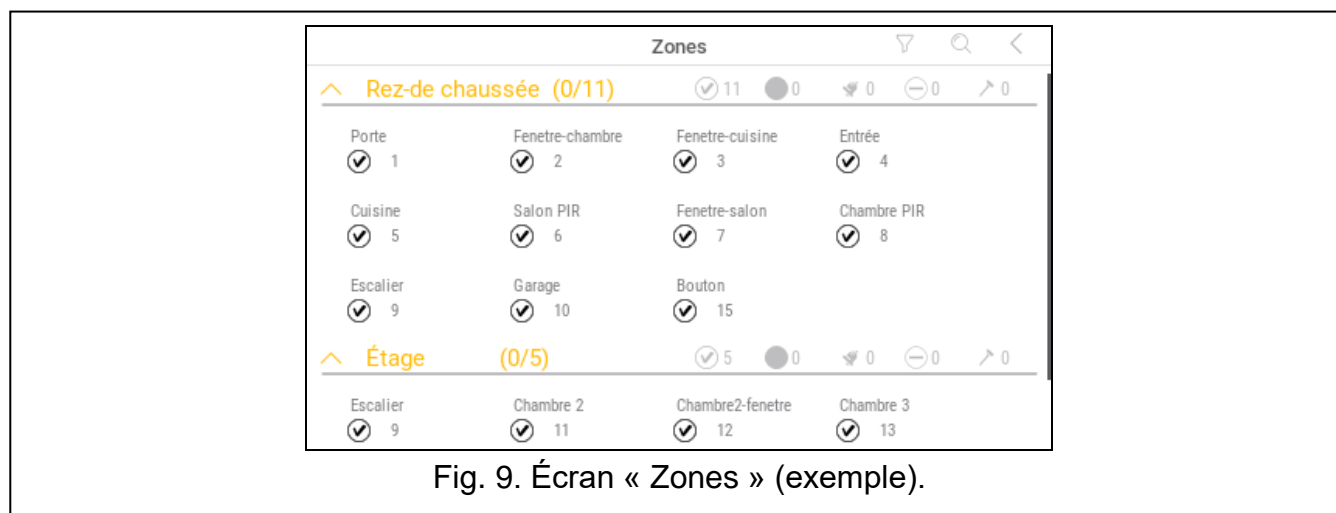 Zones
Rez-de chaussée (0/11) 11 0 0 0 0
Porte Fenetre-chambre Fenetre-cuisine Entrée
1 2 3 4
Cuisine Salon PIR Fenetre-salon Chambre PIR
5 6 7 8
Escalier Garage Bouton
9 10 15
Étage (0/5) 5 0 0 0 0
Escalier Chambre 2 Chambre2-fenetre Chambre 3
9 11 12 13
Fig. 9. Écran « Zones » (exemple).